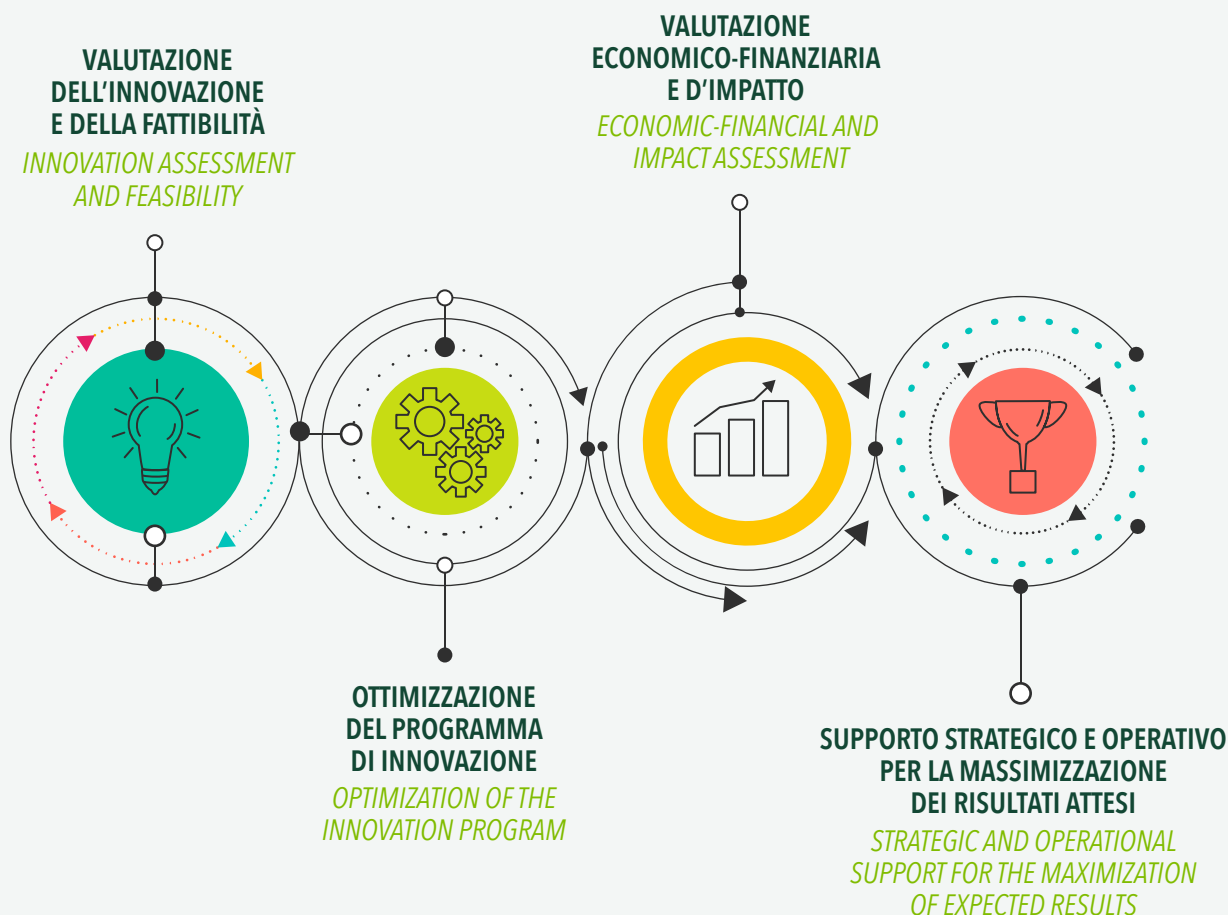 VALUTAZIONE
DELL'INNOVAZIONE
E DELLA FATTIBILITÀ
INNOVATION ASSESSMENT
AND FEASIBILITY
VALUTAZIONE
ECONOMICO-FINANZIARIA
E D'IMPATTO
ECONOMIC-FINANCIAL AND
IMPACT ASSESSMENT
OTTIMIZZAZIONE
DEL PROGRAMMA
DI INNOVAZIONE
OPTIMIZATION OF THE
INNOVATION PROGRAM
SUPPORTO STRATEGICO E OPERATIVO
PER LA MASSIMIZZAZIONE
DEI RISULTATI ATTESI
STRATEGIC AND OPERATIONAL
SUPPORT FOR THE MAXIMIZATION
OF EXPECTED RESULTS